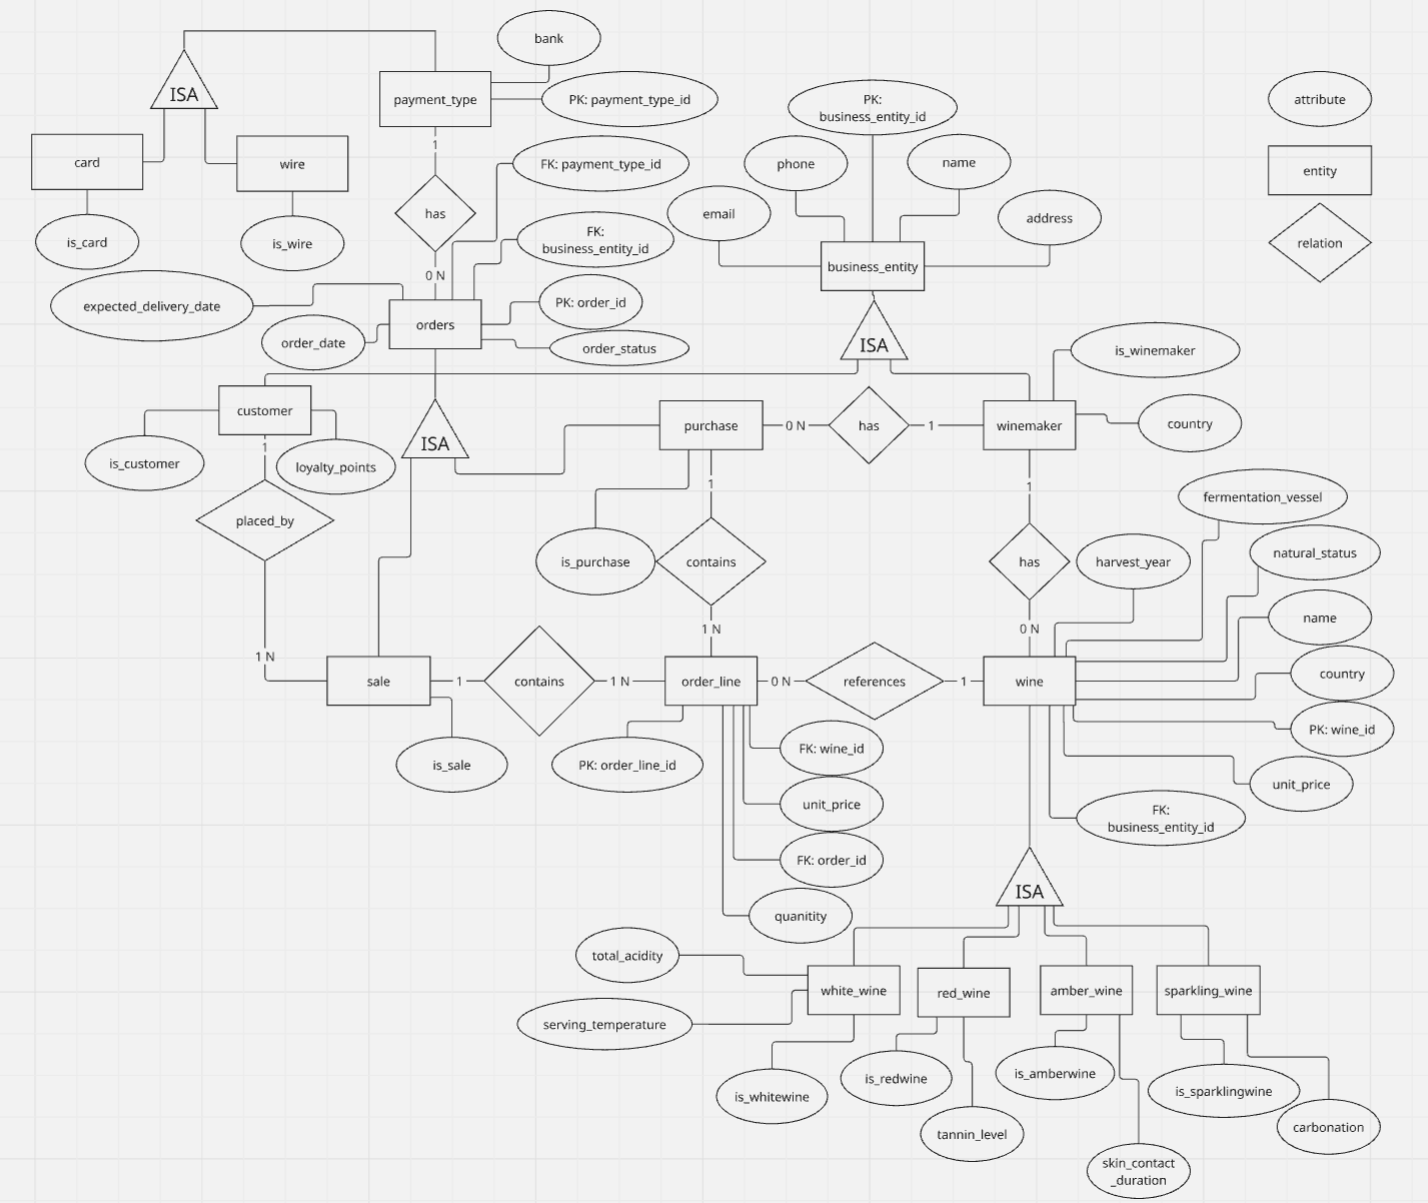 bank
ISA
payment_type
PK: payment_type_id
PK:
business_entity_id
attribute
card
wire
1
FK: payment_type_id
phone
name
entity
is_card
is_wire
has
FK:
business_entity_id
email
address
relation
0 N
business_entity
expected_delivery_date
PK: order_id
orders
order_date
order_status
ISA
is_winemaker
customer
purchase
0 N
has
1
winemaker
country
ISA
is_customer
1
loyalty_points
1
1
fermentation_vessel
placed_by
is_purchase
contains
has
harvest_year
natural_status
name
1 N
1 N
0 N
sale
1
contains
1 N
order_line
0 N
references
1
wine
country
is_sale
PK: order_line_id
FK: wine_id
PK: wine_id
unit_price
unit_price
FK:
business_entity_id
FK: order_id
ISA
quanitity
total_acidity
white_wine
red_wine
amber_wine
sparkling_wine
serving_temperature
is_whitewine
is_redwine
is_amberwine
is_sparklingwine
tannin_level
carbonation
skin_contact
_duration